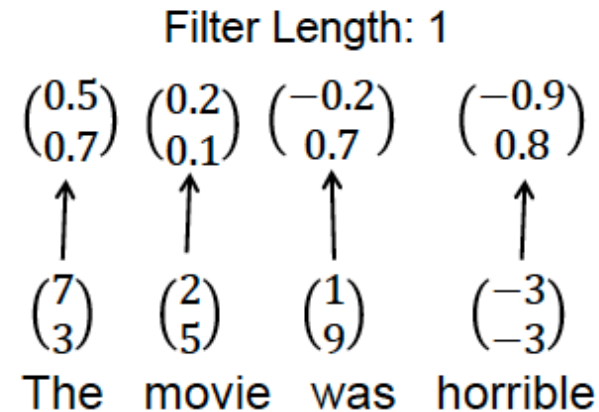 Filter Length: 1
(0.5 0.7) (0.2 0.1) (−0.2 0.7) (−0.9 0.8)
(7 3) (2 5) (1 9) (−3 −3)
The movie was horrible